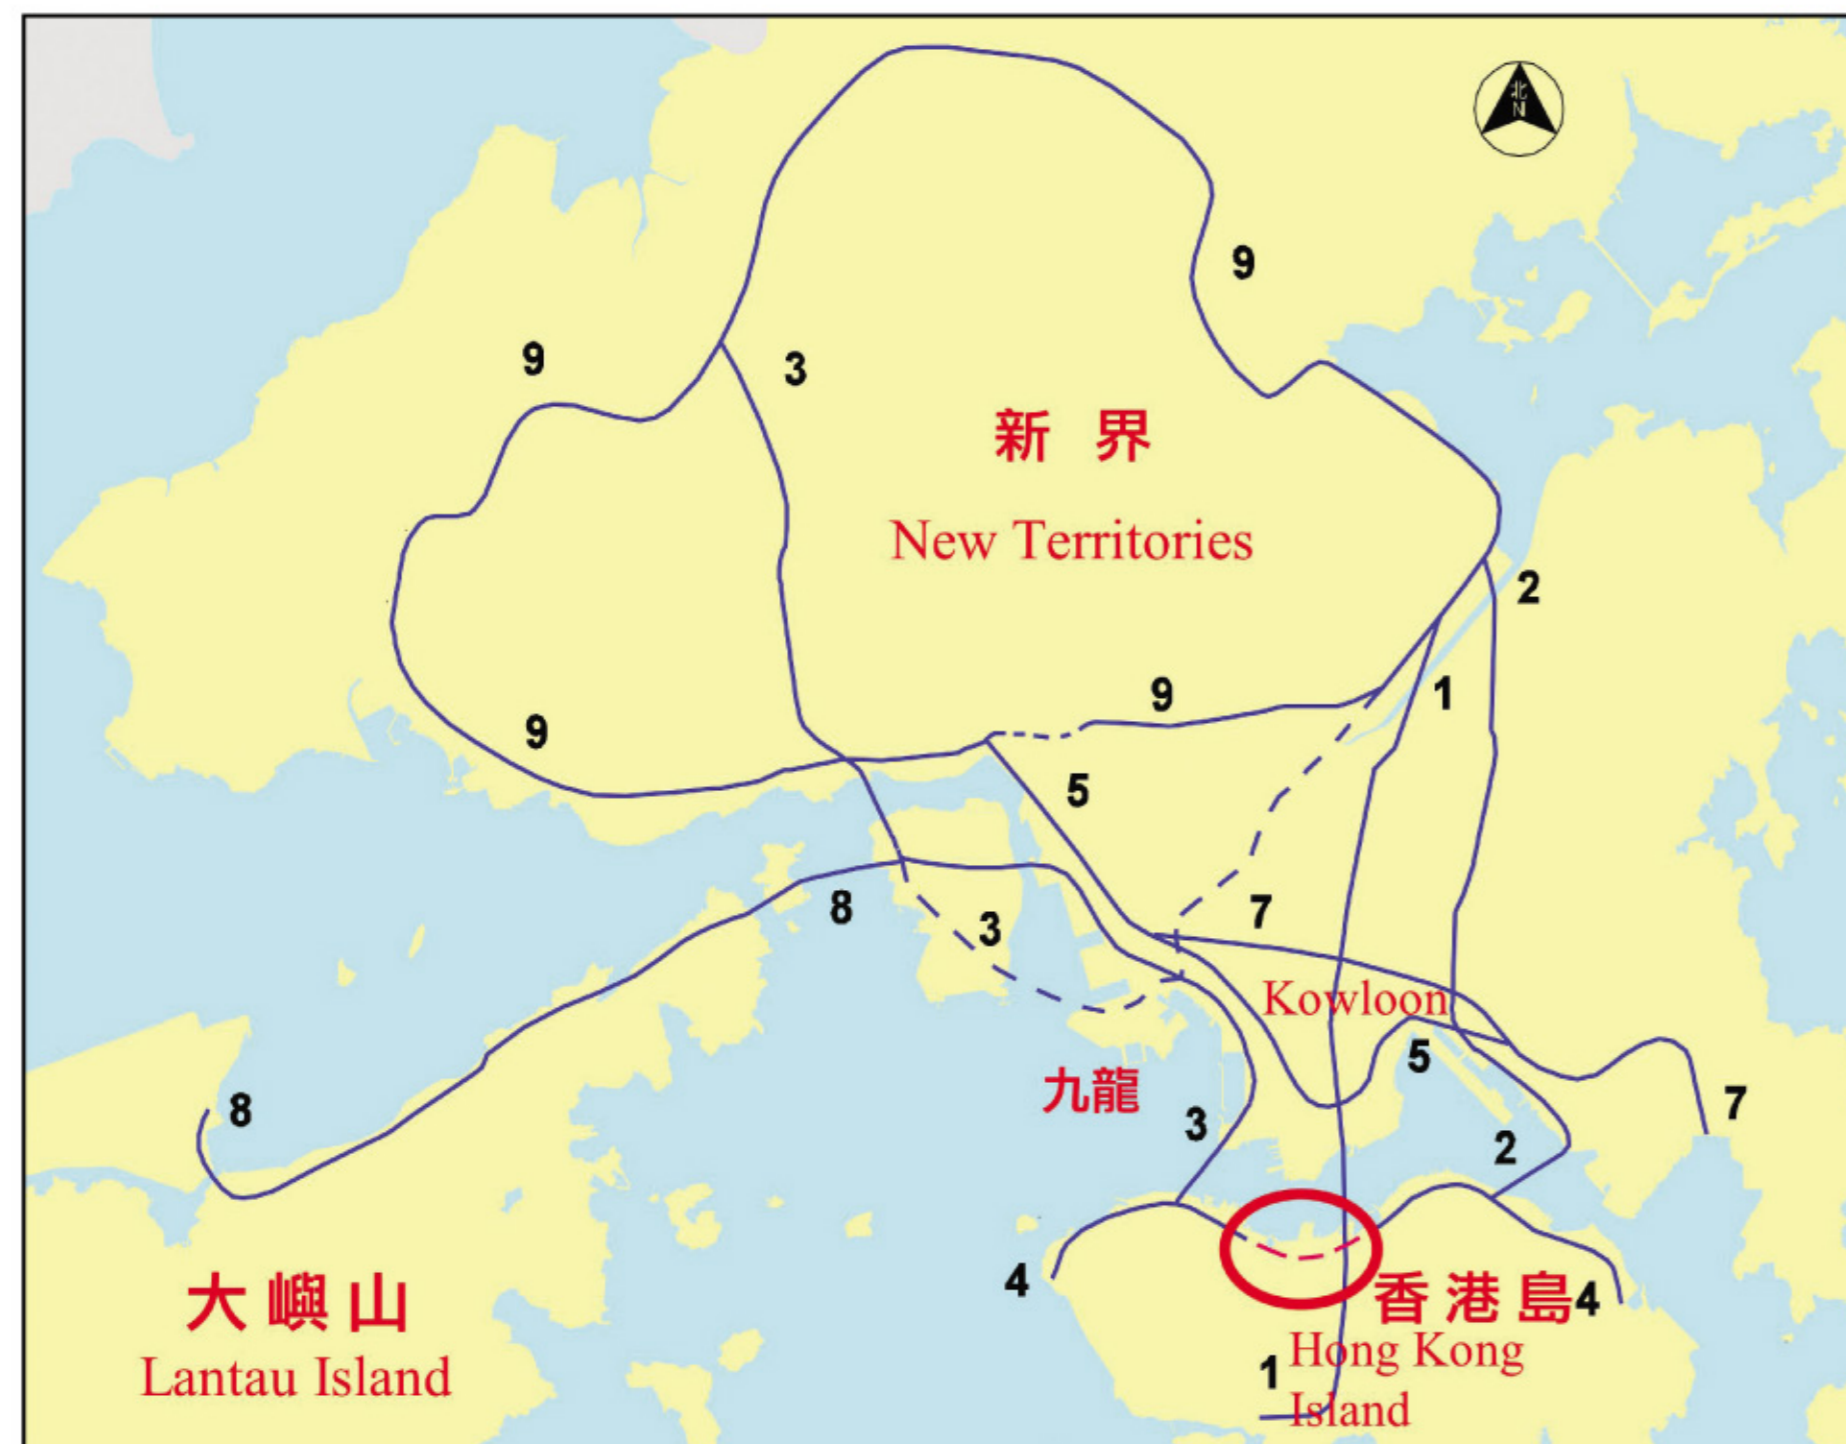 北
N
9
9
3
新 界
New Territories
2
1
9
9
5
8
3
7
Kowloon
5
九龍
7
8
3
2
4
大嶼山
Lantau Island
香港島
4
Hong Kong
Island
1